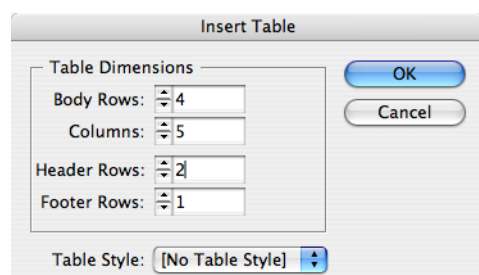 Insert Table
Table Dimensions
OK
Body Rows: 4
Cancel
Columns: 5
Header Rows: 2
Footer Rows: 1
Table Style: [No Table Style]